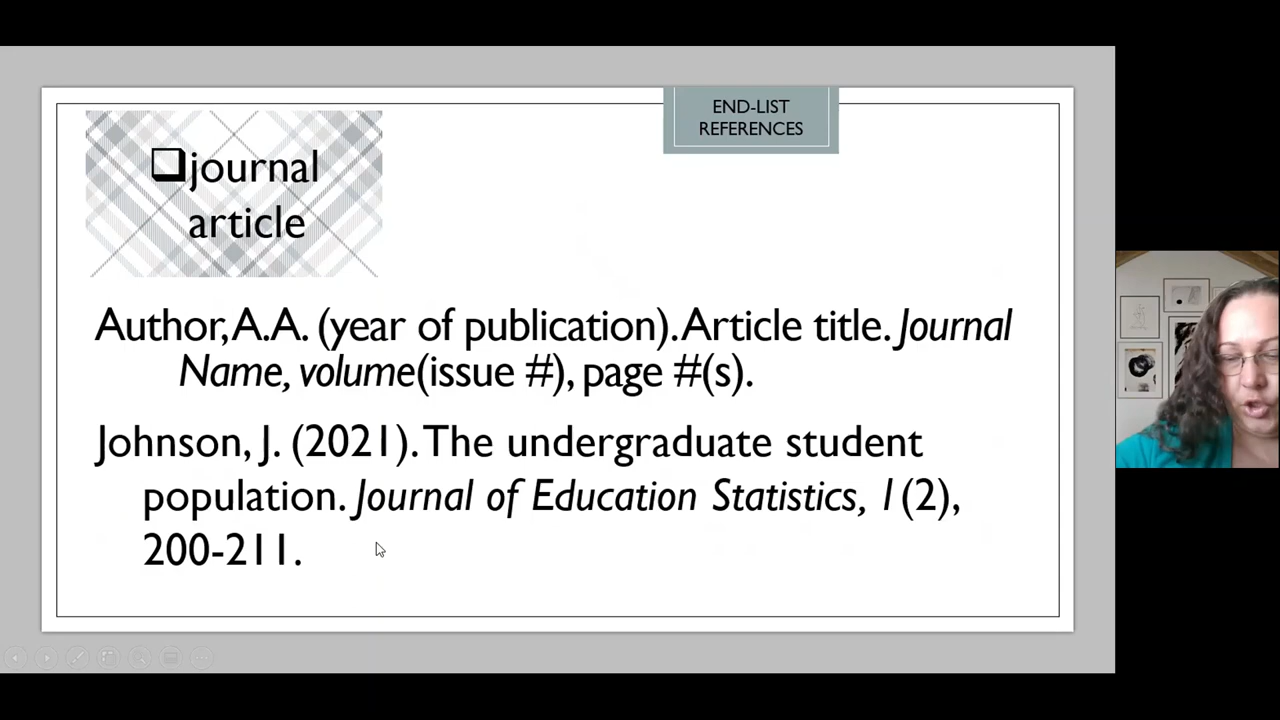 END-LIST
REFERENCES
❑journal
article
Author, A.A. (year of publication). Article title. Journal
Name, volume(issue #), page #(s).
Johnson, J. (2021). The undergraduate student
population. Journal of Education Statistics, 1(2),
200-211.